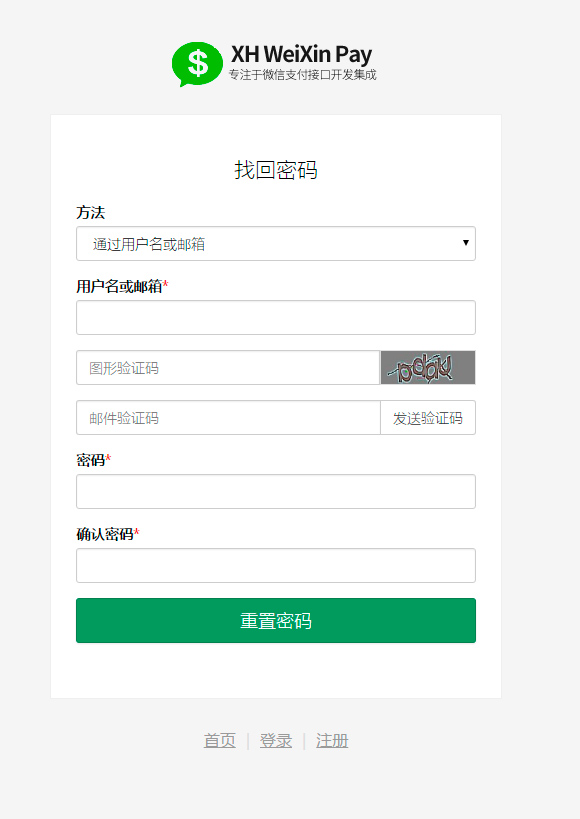 XH WeiXin Pay
专注于微信支付接口开发集成
找回密码
方法
通过用户名或邮箱
用户名或邮箱*
图形验证码
邮件验证码 发送验证码
密码*
确认密码*
重置密码
首页 | 登录 | 注册